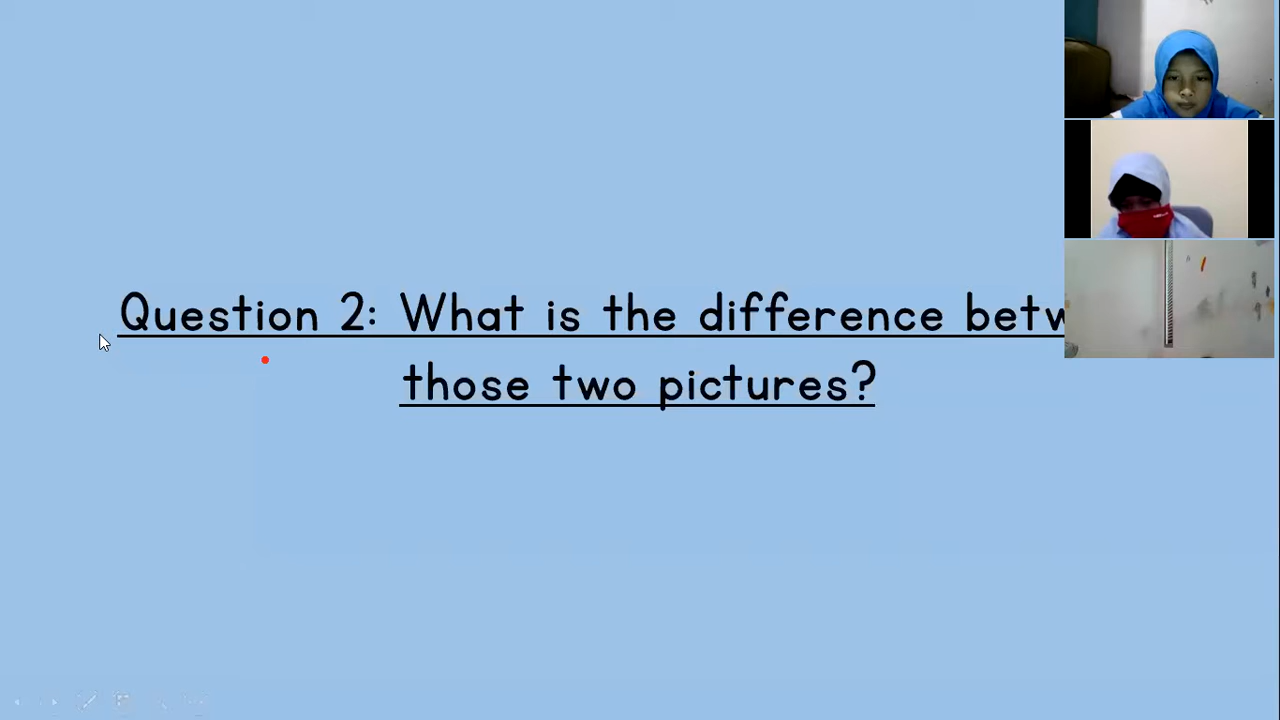 Question 2: What is the difference betw
those two pictures?